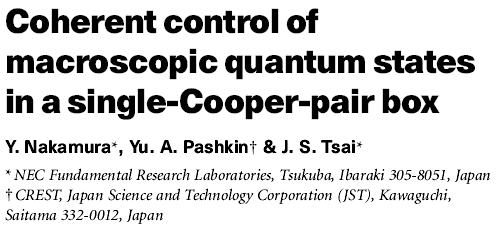 Coherent control of
macroscopic quantum states
in a single-Cooper-pair box
Y. Nakamura*, Yu. A. Pashkin† & J. S. Tsai*
* NEC Fundamental Research Laboratories, Tsukuba, Ibaraki 305-8051, Japan
† CREST, Japan Science and Technology Corporation (JST), Kawaguchi,
Saitama 332-0012, Japan